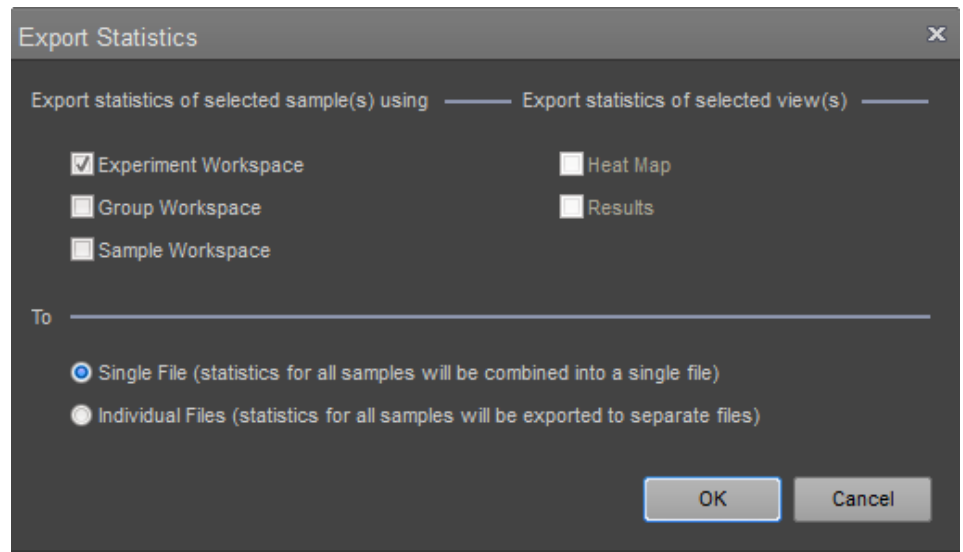 Export Statistics
Export statistics of selected sample(s) using
Export statistics of selected view(s)
Experiment Workspace
Heat Map
Group Workspace
Results
Sample Workspace
To
Single File (statistics for all samples will be combined into a single file)
Individual Files (statistics for all samples will be exported to separate files)
OK
Cancel